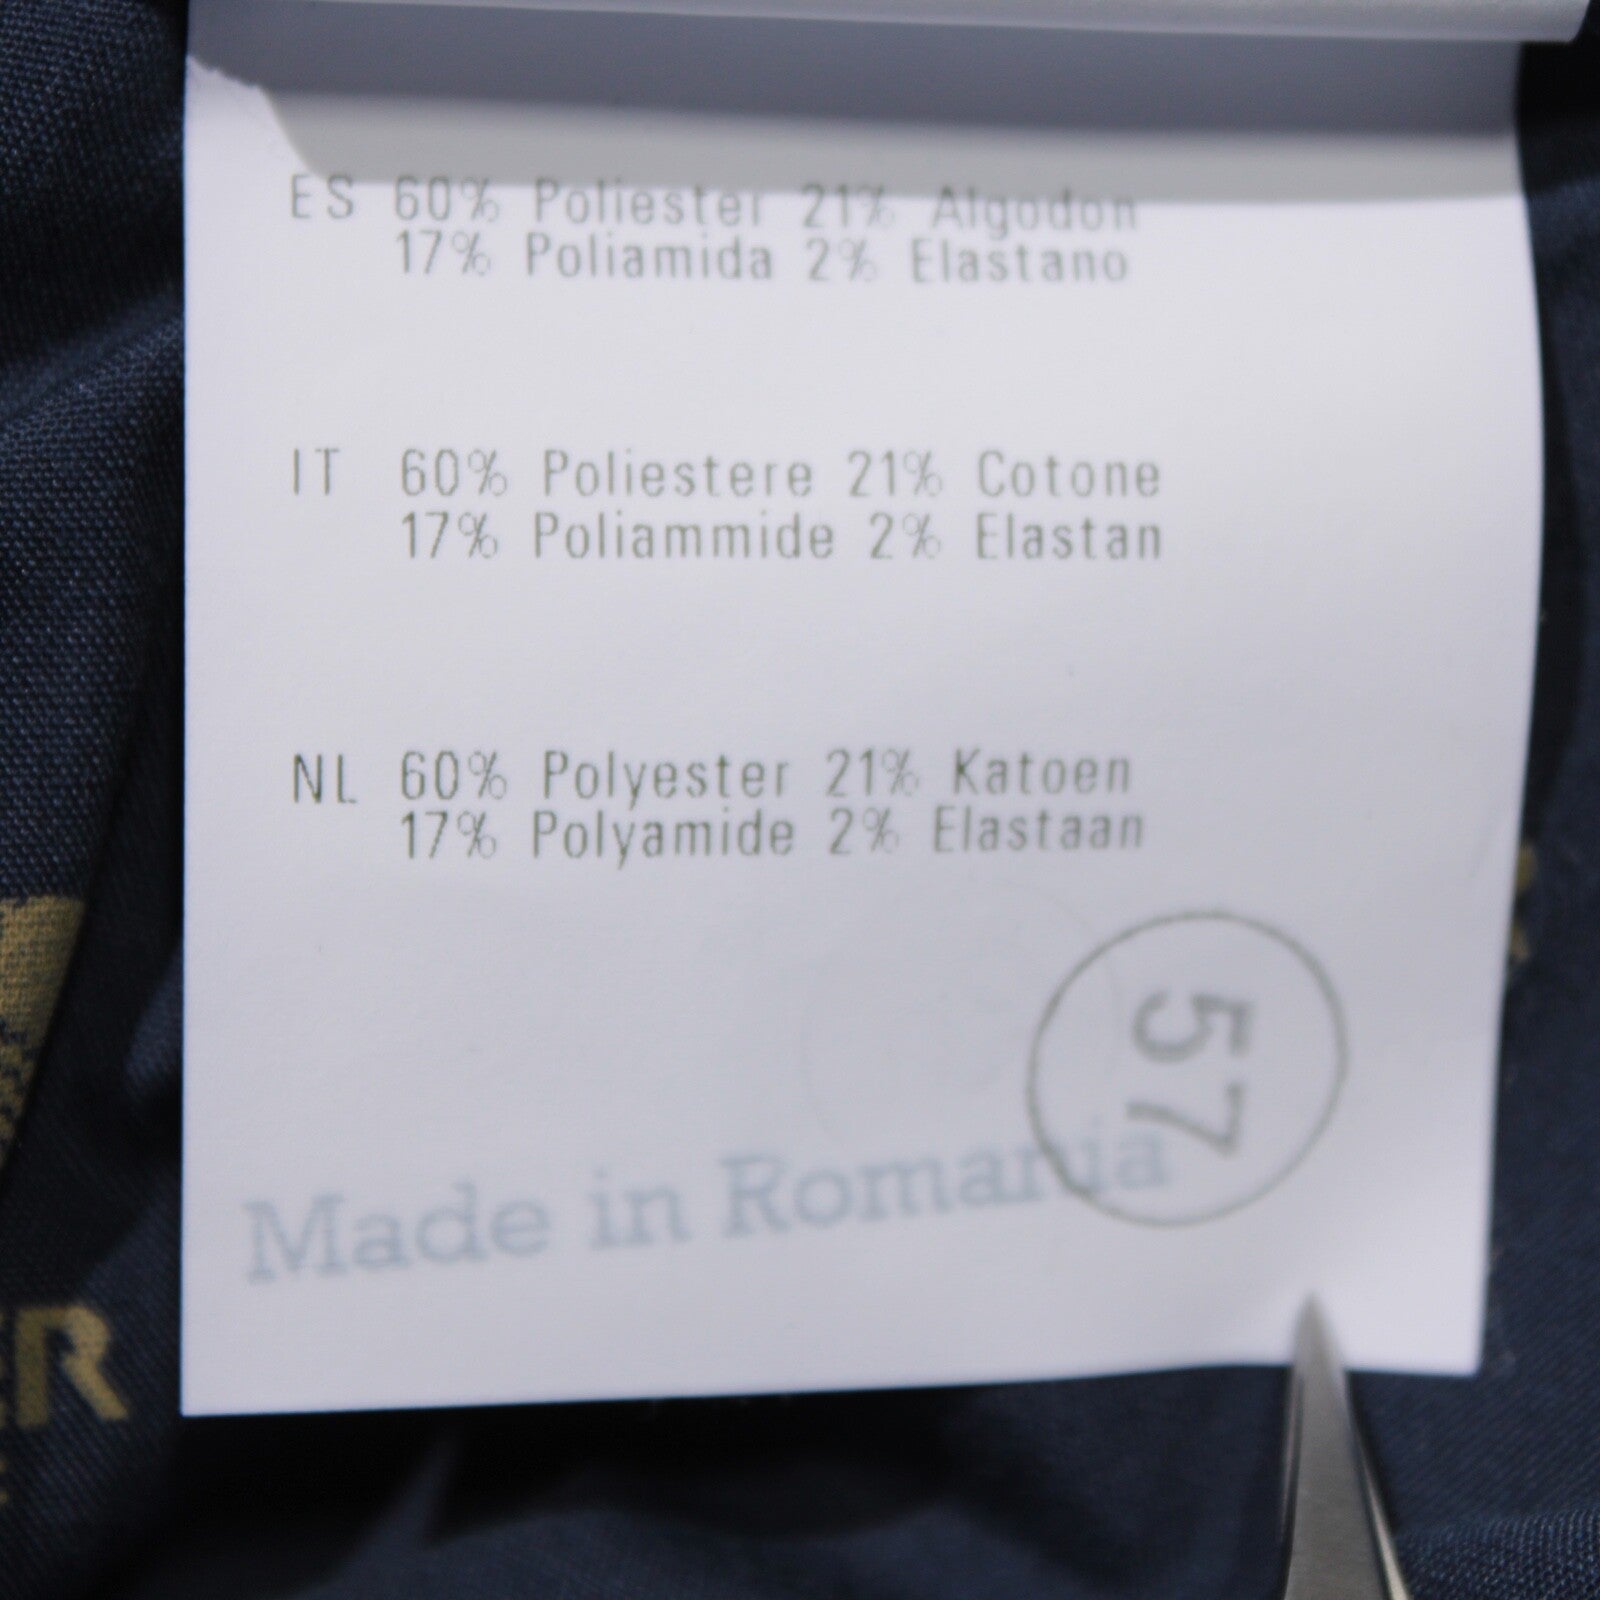 ES 60% Poliester 21% Algodon
17% Poliamida 2% Elastano
IT 60% Poliestere 21% Cotone
17% Poliammide 2% Elastan
NL 60% Polyester 21% Katoen
17% Polyamide 2% Elastaan
57
Made in Romania
ER